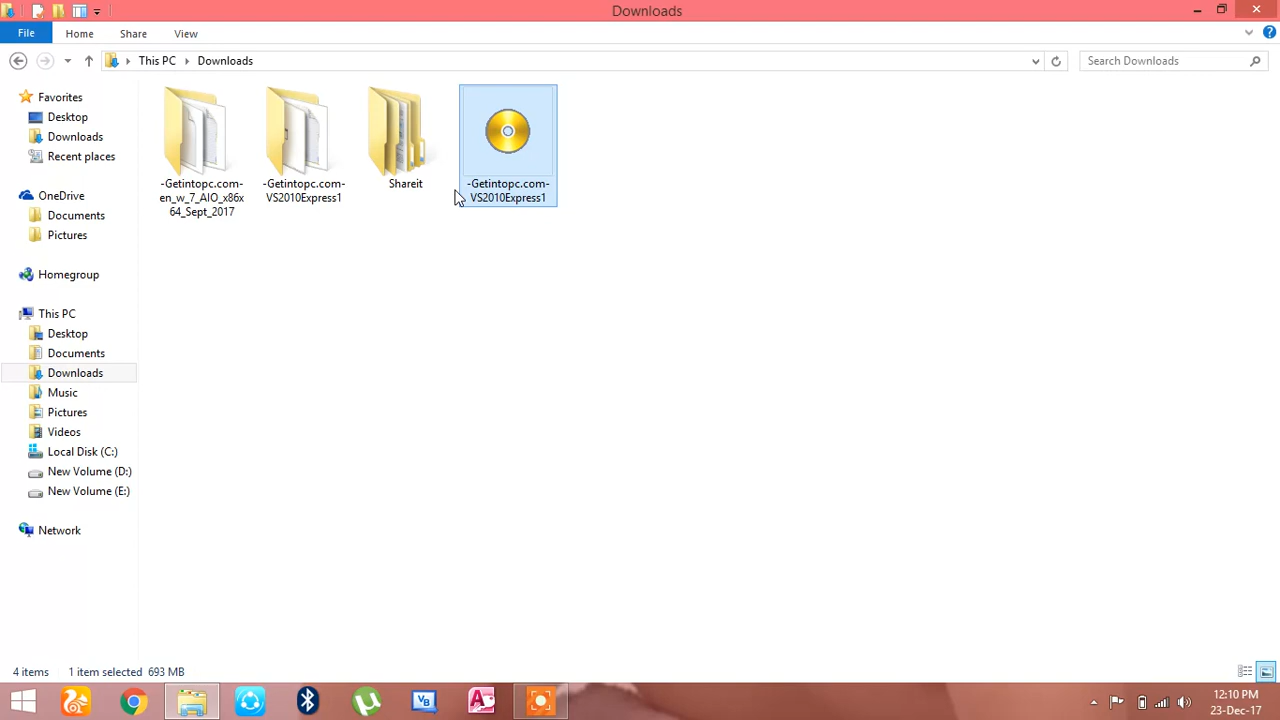 Downloads
File Home Share View
This PC Downloads
Search Downloads
Favorites
Desktop
Downloads
Recent places
OneDrive
Documents
Pictures
Homegroup
This PC
Desktop
Documents
Downloads
Music
Pictures
Videos
Local Disk (C:)
New Volume (D:)
New Volume (E:)
Network
-Getintopc.com-
en_w_7_AIO_x86x
64_Sept_2017
-Getintopc.com-
VS2010Express1
Shareit
-Getintopc.com-
VS2010Express1
4 items 1 item selected 693 MB
VB
A
12:10 PM
23-Dec-17